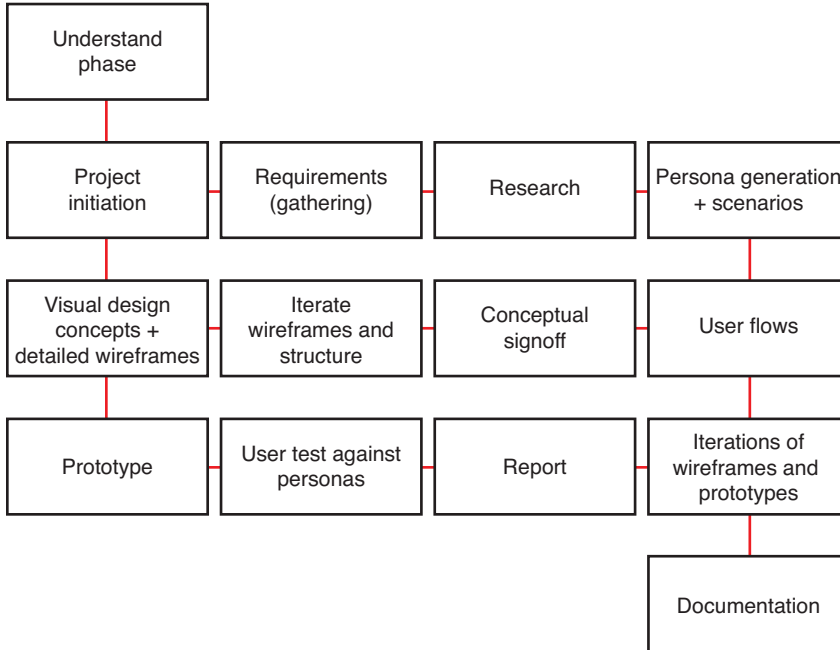 Understand
phase
Project
initiation
Requirements
(gathering)
Research
Persona generation
+ scenarios
Visual design
concepts +
detailed wireframes
Iterate
wireframes and
structure
Conceptual
signoff
User flows
Prototype
User test against
personas
Report
Iterations of
wireframes and
prototypes
Documentation